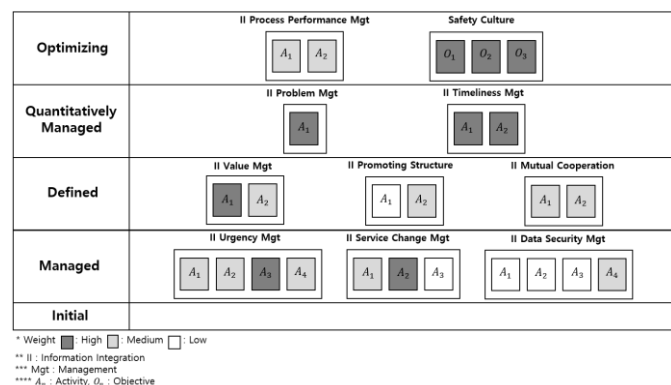 II Process Performance Mgt Safety Culture
Optimizing A₁ A₂ O₁ O₂ O₃
II Problem Mgt II Timeliness Mgt
Quantitatively
Managed A₁ A₁ A₂
II Value Mgt II Promoting Structure II Mutual Cooperation
Defined A₁ A₂ A₁ A₂ A₁ A₂
II Urgency Mgt II Service Change Mgt II Data Security Mgt
Managed A₁ A₂ A₃ A₄ A₁ A₂ A₃ A₁ A₂ A₃ A₄
Initial
* Weight : High : Medium : Low
** II : Information Integration
*** Mgt : Management
**** Aₙ : Activity, Oₙ : Objective